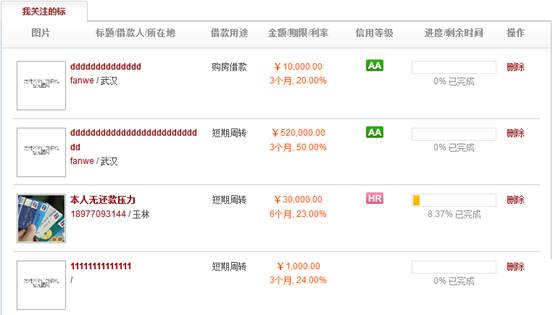 我关注的标
图片 标题/借款人/所在地 借款用途 金额/期限/利率 信用等级 进度/剩余时间 操作
dddddddddddddd 购房借款 ￥10,000.00 AA 删除
fanwe / 武汉 3个月, 20.00% 0% 已完成
ddddddddddddddddddddddddd 短期周转 ￥520,000.00 AA 删除
dd
fanwe / 武汉 3个月, 50.00% 0% 已完成
本人无还款压力 短期周转 ￥30,000.00 HR 删除
18977093144 / 玉林 6个月, 23.00% 8.37% 已完成
11111111111111 短期周转 ￥1,000.00 删除
/ 3个月, 24.00% 0% 已完成